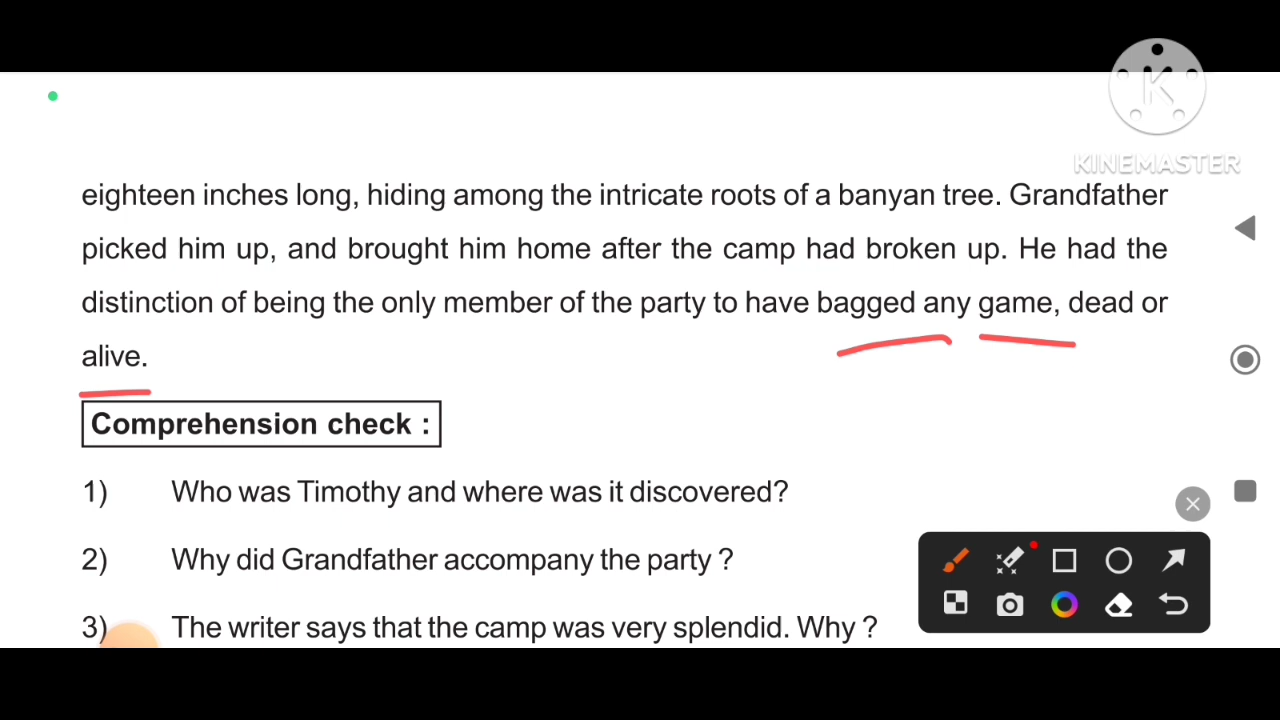 KINEMASTER
eighteen inches long, hiding among the intricate roots of a banyan tree. Grandfather
picked him up, and brought him home after the camp had broken up. He had the
distinction of being the only member of the party to have bagged any game, dead or
alive.
Comprehension check :
1) Who was Timothy and where was it discovered?
2) Why did Grandfather accompany the party ?
3) The writer says that the camp was very splendid. Why ?